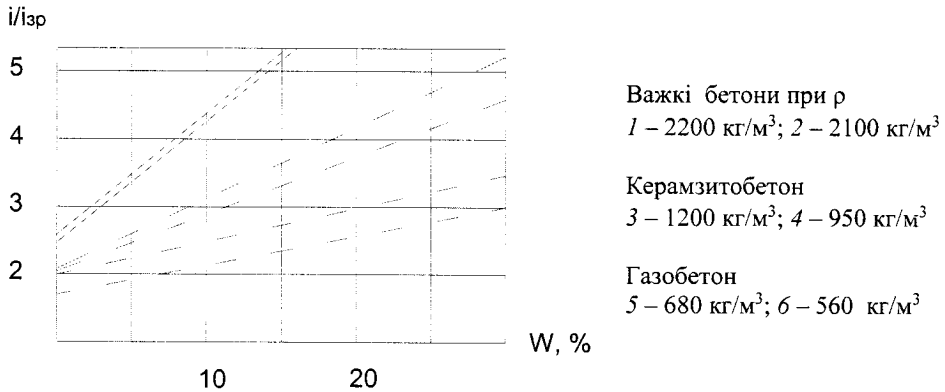 i/iзр
5
4
3
2
W, %
10 20
Важкі бетони при ρ
1 – 2200 кг/м³; 2 – 2100 кг/м³
Керамзитобетон
3 – 1200 кг/м³; 4 – 950 кг/м³
Газобетон
5 – 680 кг/м³; 6 – 560 кг/м³